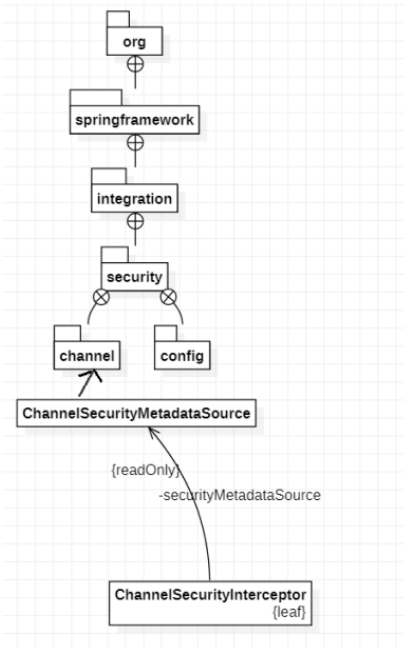 org
springframework
integration
security
channel
config
ChannelSecurityMetadataSource
{readOnly}
-securityMetadataSource
ChannelSecurityInterceptor
{leaf}